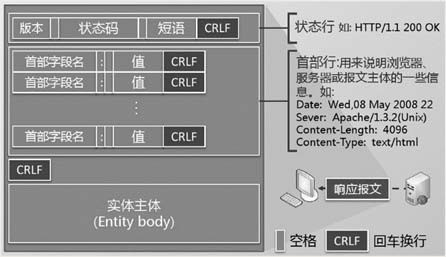 版本 状态码 短语 CRLF
首部字段名 : 值 CRLF
首部字段名 : 值 CRLF
⋮
首部字段名 : 值 CRLF
CRLF
实体主体
(Entity body)
状态行 如: HTTP/1.1 200 OK
首部行:用来说明浏览器、
服务器或报文主体的一些信
息。如:
Date: Wed,08 May 2008 22
Sever: Apache/1.3.2(Unix)
Content-Length: 4096
Content-Type: text/html
响应报文
空格 CRLF 回车换行